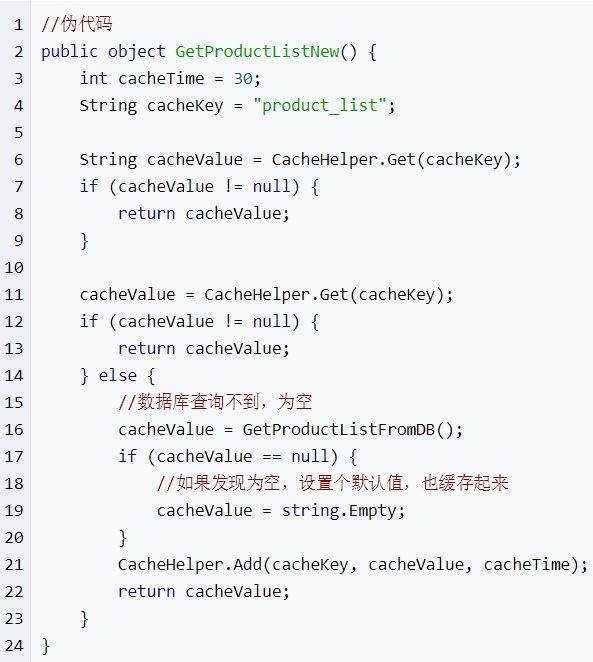 1 //伪代码
2 public object GetProductListNew() {
3     int cacheTime = 30;
4     String cacheKey = "product_list";
5
6     String cacheValue = CacheHelper.Get(cacheKey);
7     if (cacheValue != null) {
8         return cacheValue;
9     }
10
11     cacheValue = CacheHelper.Get(cacheKey);
12     if (cacheValue != null) {
13         return cacheValue;
14     } else {
15         //数据库查询不到，为空
16         cacheValue = GetProductListFromDB();
17         if (cacheValue == null) {
18             //如果发现为空，设置个默认值，也缓存起来
19             cacheValue = string.Empty;
20         }
21         CacheHelper.Add(cacheKey, cacheValue, cacheTime);
22         return cacheValue;
23     }
24 }